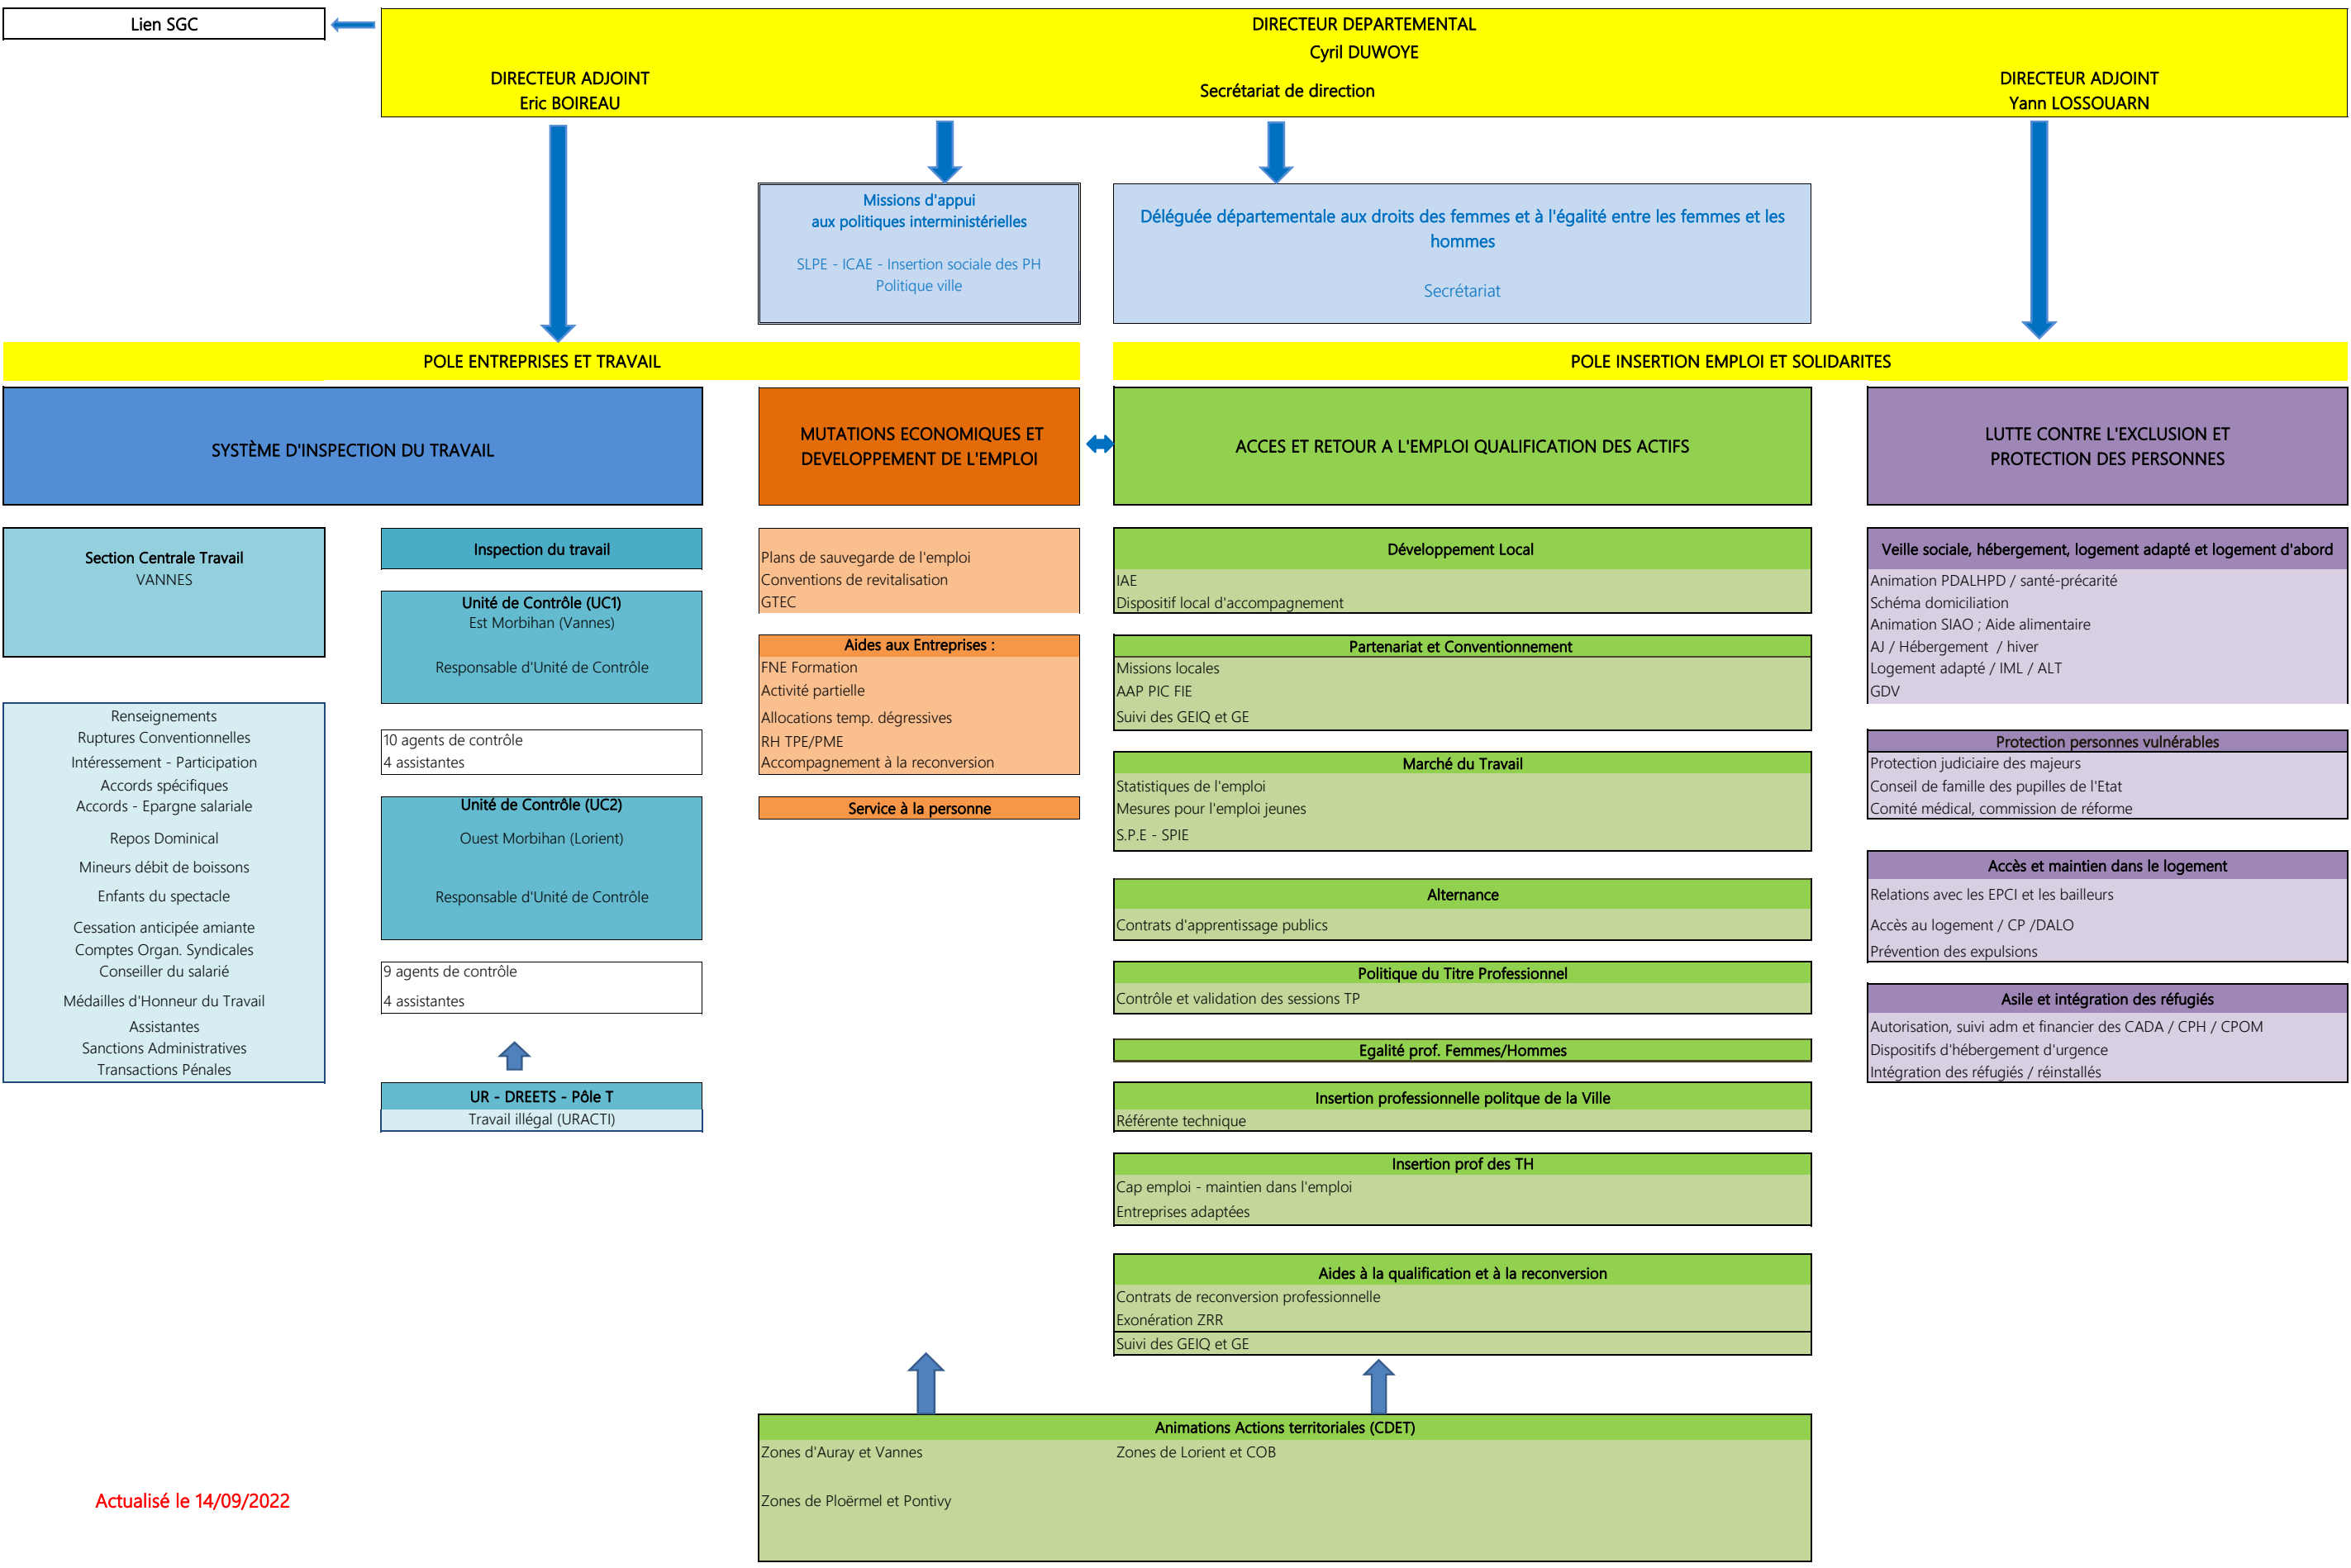 Lien SGC
DIRECTEUR DEPARTEMENTAL
Cyril DUWOYE
DIRECTEUR ADJOINT
Eric BOIREAU
Secrétariat de direction
DIRECTEUR ADJOINT
Yann LOSSOUARN
Missions d'appui
aux politiques interministérielles
SLPE - ICAE - Insertion sociale des PH
Politique ville
Déléguée départementale aux droits des femmes et à l'égalité entre les femmes et les
hommes
Secrétariat
POLE ENTREPRISES ET TRAVAIL
POLE INSERTION EMPLOI ET SOLIDARITES
SYSTÈME D'INSPECTION DU TRAVAIL
MUTATIONS ECONOMIQUES ET
DEVELOPPEMENT DE L'EMPLOI
ACCES ET RETOUR A L'EMPLOI QUALIFICATION DES ACTIFS
LUTTE CONTRE L'EXCLUSION ET
PROTECTION DES PERSONNES
Section Centrale Travail
VANNES
Renseignements
Ruptures Conventionnelles
Intéressement - Participation
Accords spécifiques
Accords - Epargne salariale
Repos Dominical
Mineurs débit de boissons
Enfants du spectacle
Cessation anticipée amiante
Comptes Organ. Syndicales
Conseiller du salarié
Médailles d'Honneur du Travail
Assistantes
Sanctions Administratives
Transactions Pénales
Inspection du travail
Unité de Contrôle (UC1)
Est Morbihan (Vannes)
Responsable d'Unité de Contrôle
10 agents de contrôle
4 assistantes
Unité de Contrôle (UC2)
Ouest Morbihan (Lorient)
Responsable d'Unité de Contrôle
9 agents de contrôle
4 assistantes
UR - DREETS - Pôle T
Travail illégal (URACTI)
Plans de sauvegarde de l'emploi
Conventions de revitalisation
GTEC
Aides aux Entreprises :
FNE Formation
Activité partielle
Allocations temp. dégressives
RH TPE/PME
Accompagnement à la reconversion
Service à la personne
Développement Local
IAE
Dispositif local d'accompagnement
Partenariat et Conventionnement
Missions locales
AAP PIC FIE
Suivi des GEIQ et GE
Marché du Travail
Statistiques de l'emploi
Mesures pour l'emploi jeunes
S.P.E - SPIE
Alternance
Contrats d'apprentissage publics
Politique du Titre Professionnel
Contrôle et validation des sessions TP
Egalité prof. Femmes/Hommes
Insertion professionnelle politque de la Ville
Référente technique
Insertion prof des TH
Cap emploi - maintien dans l'emploi
Entreprises adaptées
Aides à la qualification et à la reconversion
Contrats de reconversion professionnelle
Exonération ZRR
Suivi des GEIQ et GE
Veille sociale, hébergement, logement adapté et logement d'abord
Animation PDALHPD / santé-précarité
Schéma domiciliation
Animation SIAO ; Aide alimentaire
AJ / Hébergement / hiver
Logement adapté / IML / ALT
GDV
Protection personnes vulnérables
Protection judiciaire des majeurs
Conseil de famille des pupilles de l'Etat
Comité médical, commission de réforme
Accès et maintien dans le logement
Relations avec les EPCI et les bailleurs
Accès au logement / CP /DALO
Prévention des expulsions
Asile et intégration des réfugiés
Autorisation, suivi adm et financier des CADA / CPH / CPOM
Dispositifs d'hébergement d'urgence
Intégration des réfugiés / réinstallés
Animations Actions territoriales (CDET)
Zones d'Auray et Vannes
Zones de Lorient et COB
Zones de Ploërmel et Pontivy
Actualisé le 14/09/2022